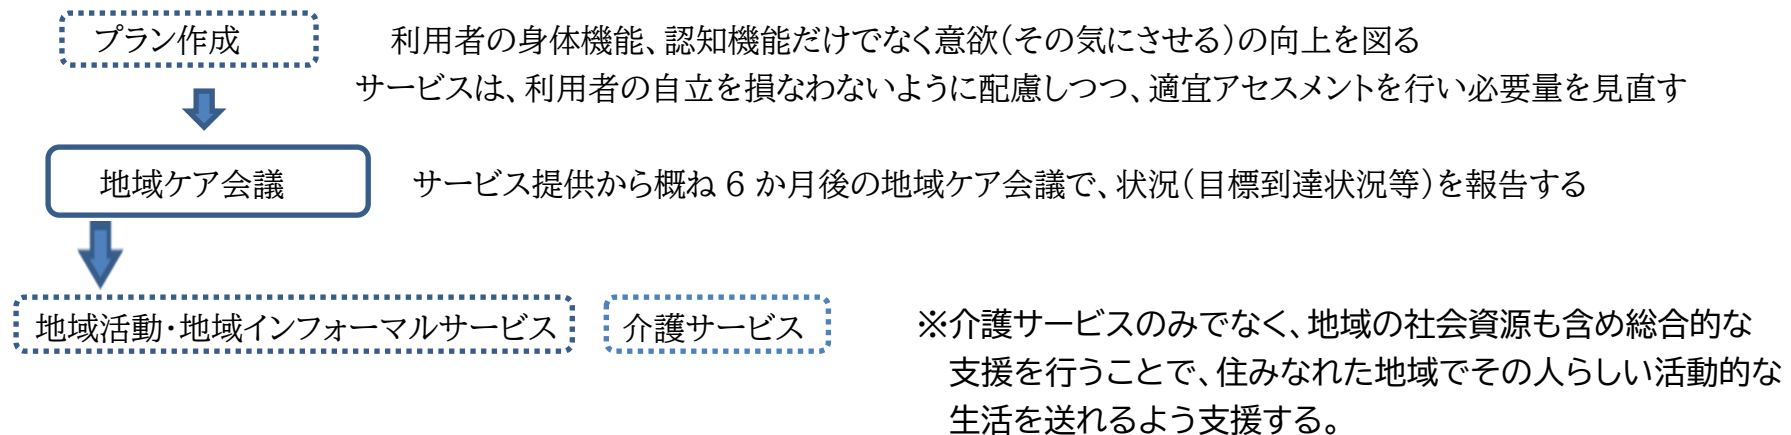 プラン作成
利用者の身体機能、認知機能だけでなく意欲(その気にさせる)の向上を図る
サービスは、利用者の自立を損なわないように配慮しつつ、適宜アセスメントを行い必要量を見直す
地域ケア会議
サービス提供から概ね 6 か月後の地域ケア会議で、状況(目標到達状況等)を報告する
地域活動・地域インフォーマルサービス
介護サービス
※介護サービスのみでなく、地域の社会資源も含め総合的な
支援を行うことで、住みなれた地域でその人らしい活動的な
生活を送れるよう支援する。